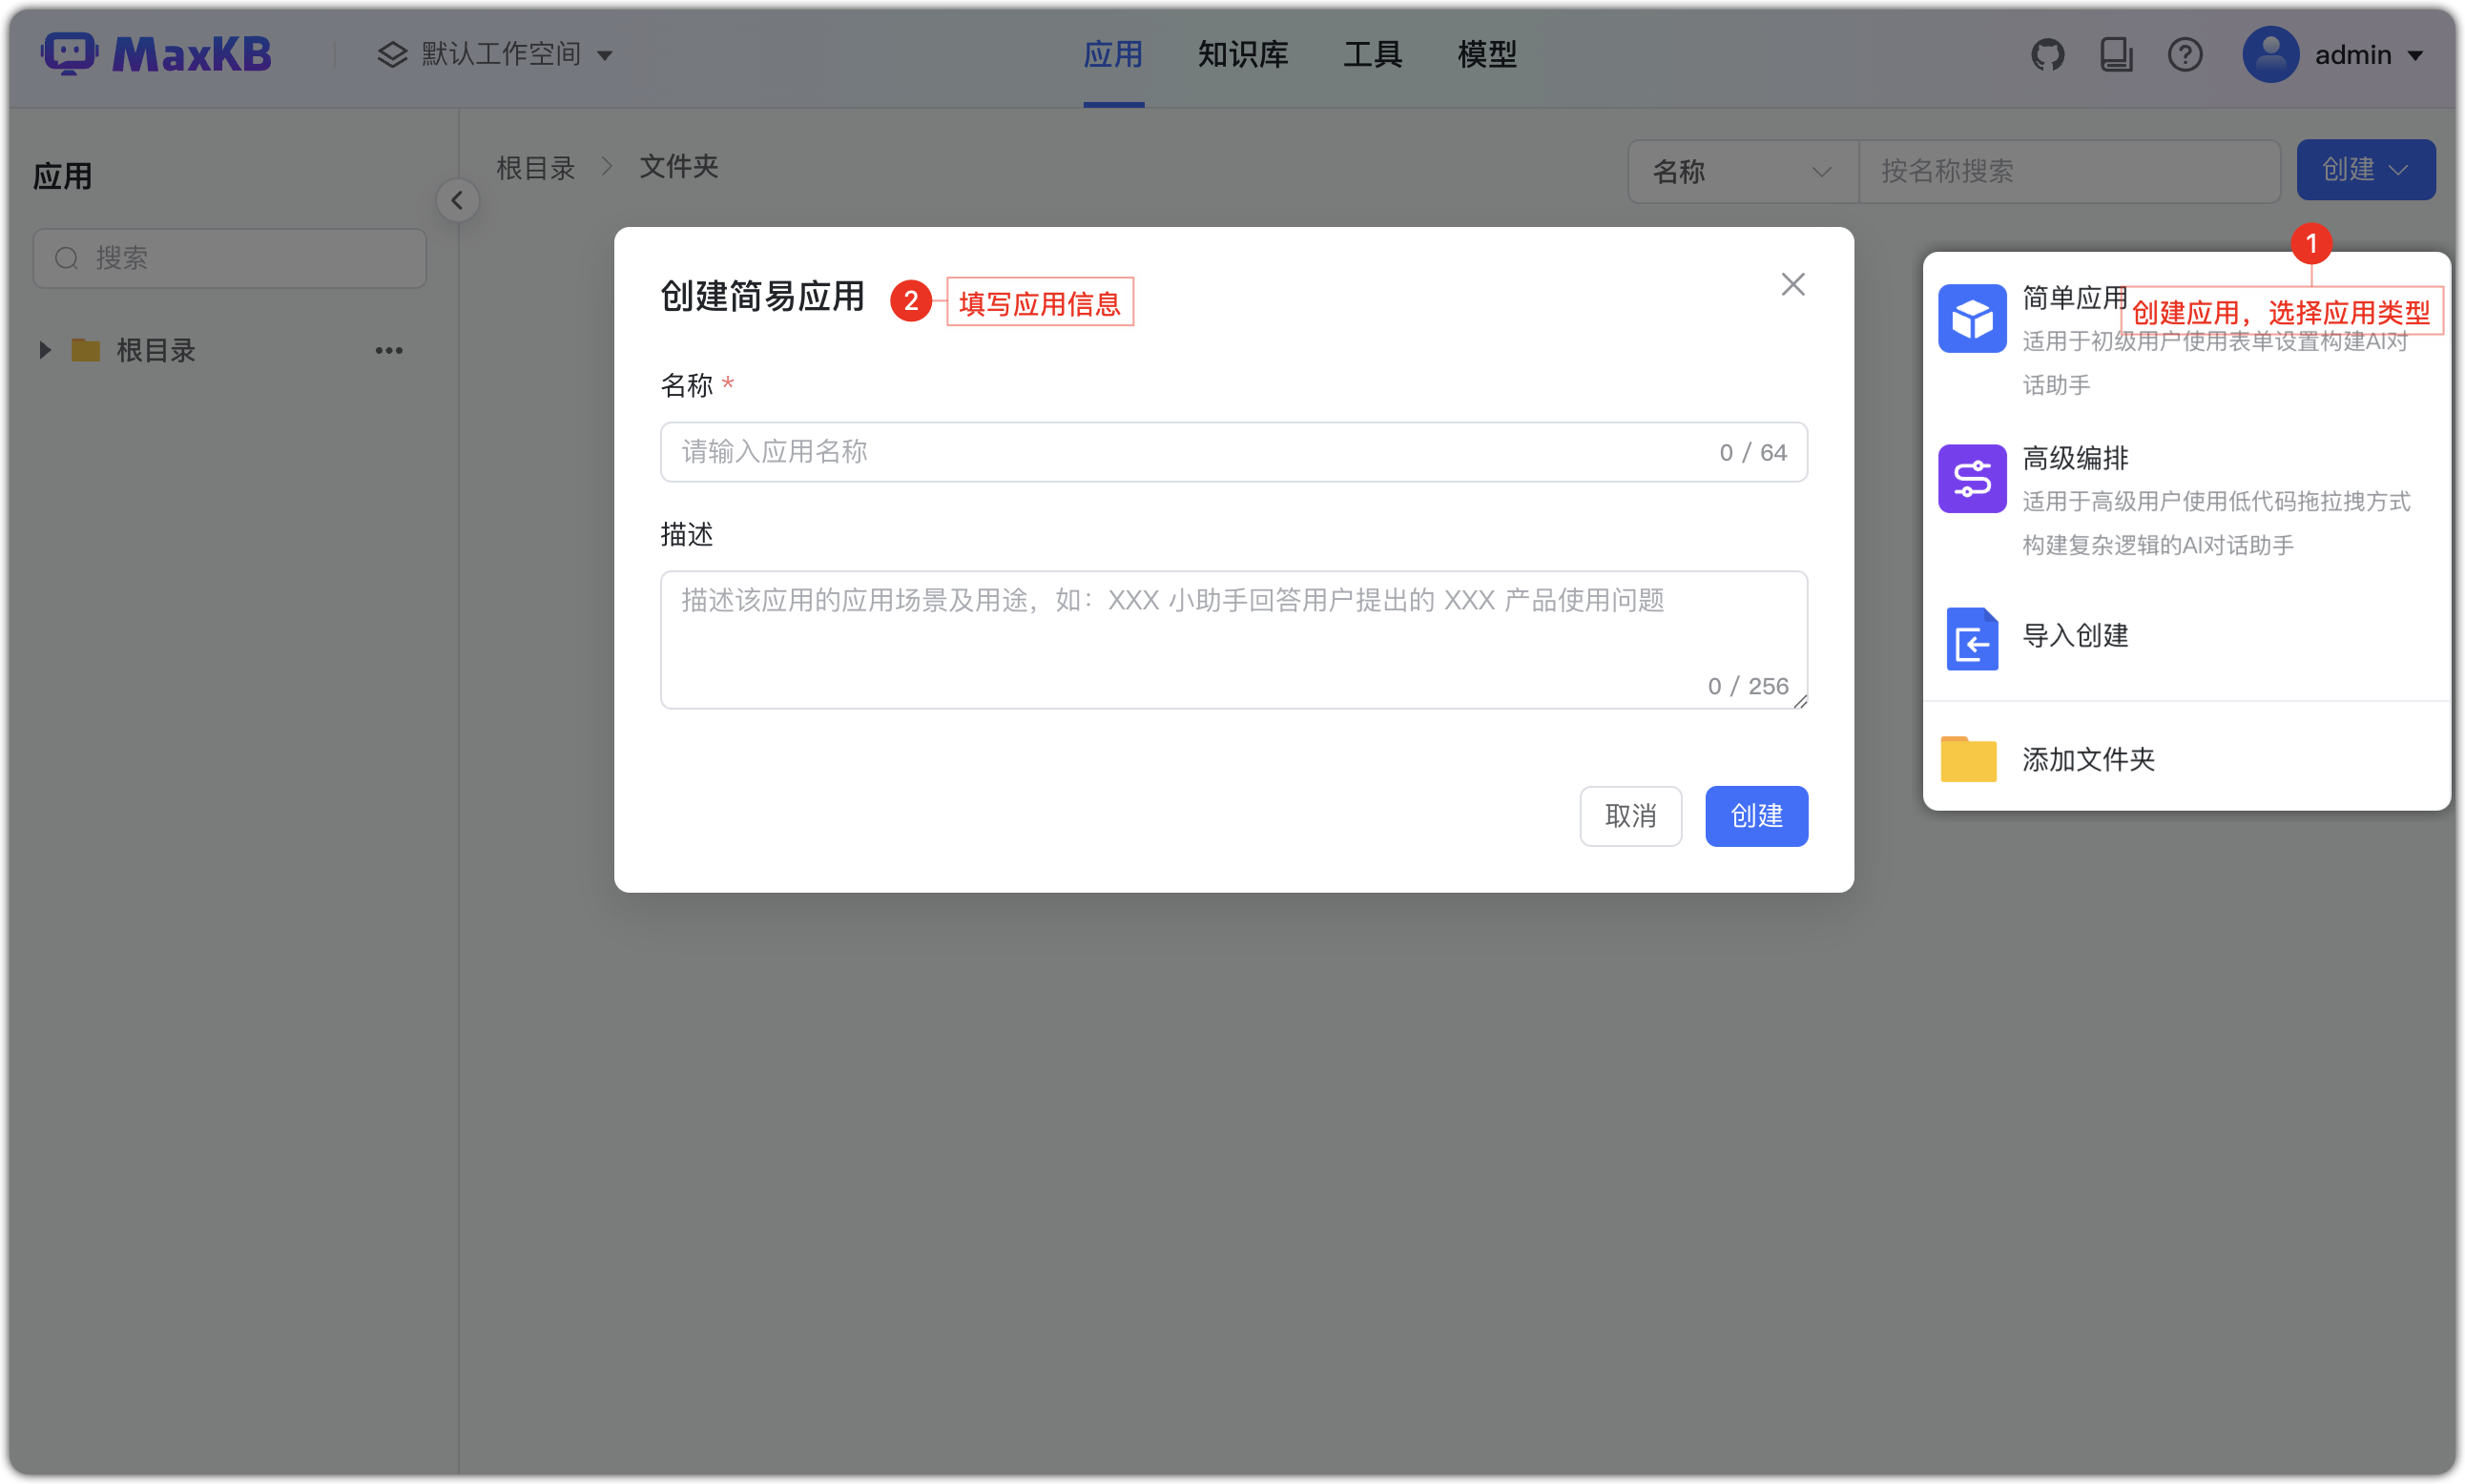 MaxKB
默认工作空间
应用
知识库
工具
模型
admin
应用
搜索
根目录
根目录
文件夹
名称
按名称搜索
创建
创建简易应用
2
填写应用信息
名称 *
请输入应用名称
0 / 64
描述
描述该应用的应用场景及用途，如：XXX 小助手回答用户提出的 XXX 产品使用问题
0 / 256
取消
创建
1
创建应用，选择应用类型
简单应用
适用于初级用户使用表单设置构建AI对
话助手
高级编排
适用于高级用户使用低代码拖拉拽方式
构建复杂逻辑的AI对话助手
导入创建
添加文件夹